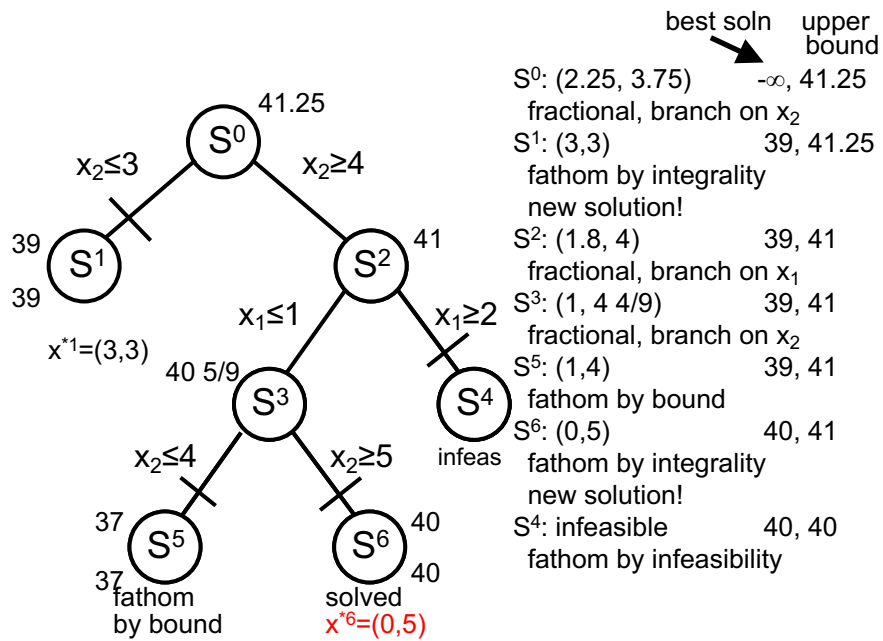 best soln upper
bound
S⁰: (2.25, 3.75) -∞, 41.25
fractional, branch on x₂
S¹: (3,3) 39, 41.25
fathom by integrality
new solution!
S²: (1.8, 4) 39, 41
fractional, branch on x₁
S³: (1, 4 4/9) 39, 41
fractional, branch on x₂
S⁵: (1,4) 39, 41
fathom by bound
S⁶: (0,5) 40, 41
fathom by integrality
new solution!
S⁴: infeasible 40, 40
fathom by infeasibility
41.25
S⁰
x₂≤3 x₂≥4
39 41
S¹ S²
39
x₁≤1 x₁≥2
x*¹=(3,3)
40 5/9
S³ S⁴
infeas
x₂≤4 x₂≥5
37 40
S⁵ S⁶
37 40
fathom solved
by bound x*⁶=(0,5)